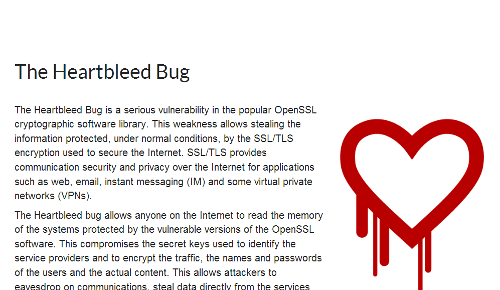 The Heartbleed Bug
The Heartbleed Bug is a serious vulnerability in the popular OpenSSL
cryptographic software library. This weakness allows stealing the
information protected, under normal conditions, by the SSL/TLS
encryption used to secure the Internet. SSL/TLS provides
communication security and privacy over the Internet for applications
such as web, email, instant messaging (IM) and some virtual private
networks (VPNs).
The Heartbleed bug allows anyone on the Internet to read the memory
of the systems protected by the vulnerable versions of the OpenSSL
software. This compromises the secret keys used to identify the
service providers and to encrypt the traffic, the names and passwords
of the users and the actual content. This allows attackers to
eavesdrop on communications, steal data directly from the services